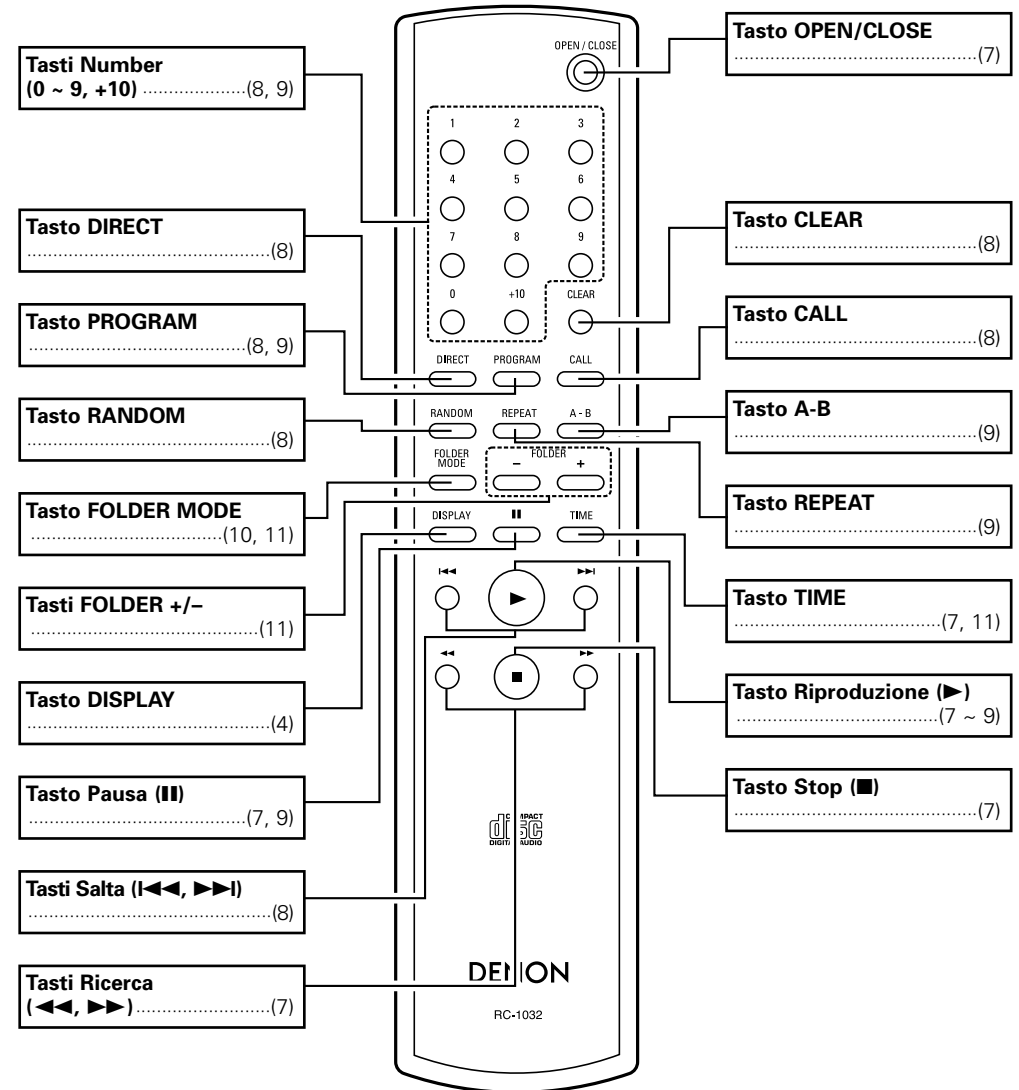 Tasti Number
(0 ~ 9, +10) ....................(8, 9)
Tasto DIRECT
............................................(8)
Tasto PROGRAM
.......................................(8, 9)
Tasto RANDOM
............................................(8)
Tasto FOLDER MODE
...................................(10, 11)
Tasti FOLDER +/–
.........................................(11)
Tasto DISPLAY
............................................(4)
Tasto Pausa (❚❚)
.......................................(7, 9)
Tasti Salta (I◀◀, ▶▶I)
............................................(8)
Tasti Ricerca
(◀◀, ▶▶)........................(7)
OPEN / CLOSE
1 2 3
4 5 6
7 8 9
0 +10 CLEAR
DIRECT PROGRAM CALL
RANDOM REPEAT A - B
FOLDER
MODE
– FOLDER +
DISPLAY ❚❚ TIME
I◀◀ ▶ ▶▶I
◀◀ ■ ▶▶
COMPACT
disc
DIGITAL AUDIO
DENON
RC-1032
Tasto OPEN/CLOSE
............................................(7)
Tasto CLEAR
............................................(8)
Tasto CALL
............................................(8)
Tasto A-B
............................................(9)
Tasto REPEAT
............................................(9)
Tasto TIME
.....................................(7, 11)
Tasto Riproduzione (▶)
....................................(7 ~ 9)
Tasto Stop (■)
............................................(7)